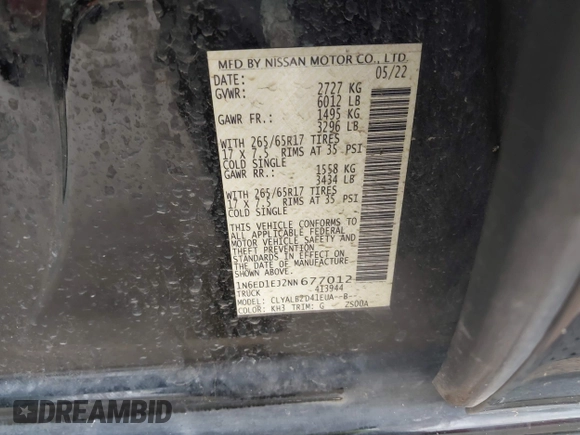 MFD BY NISSAN MOTOR CO., LTD.
DATE: 05/22
GVWR: 2727 KG
6012 LB
GAWR FR.: 1495 KG
3296 LB
WITH 265/65R17 TIRES
17 X 7.5 RIMS AT 35 PSI
COLD SINGLE
GAWR RR.: 1558 KG
3434 LB
WITH 265/65R17 TIRES
17 X 7.5 RIMS AT 35 PSI
COLD SINGLE
THIS VEHICLE CONFORMS TO
ALL APPLICABLE FEDERAL
MOTOR VEHICLE SAFETY AND
THEFT PREVENTION
STANDARDS IN EFFECT ON
THE DATE OF MANUFACTURE
SHOWN ABOVE.
1N6ED1EJ2NN677012
TRUCK 4I3944
MODEL: CLYALBZD41EUA--B-
COLOR: KH3 TRIM: G 2500A
DREAMBID